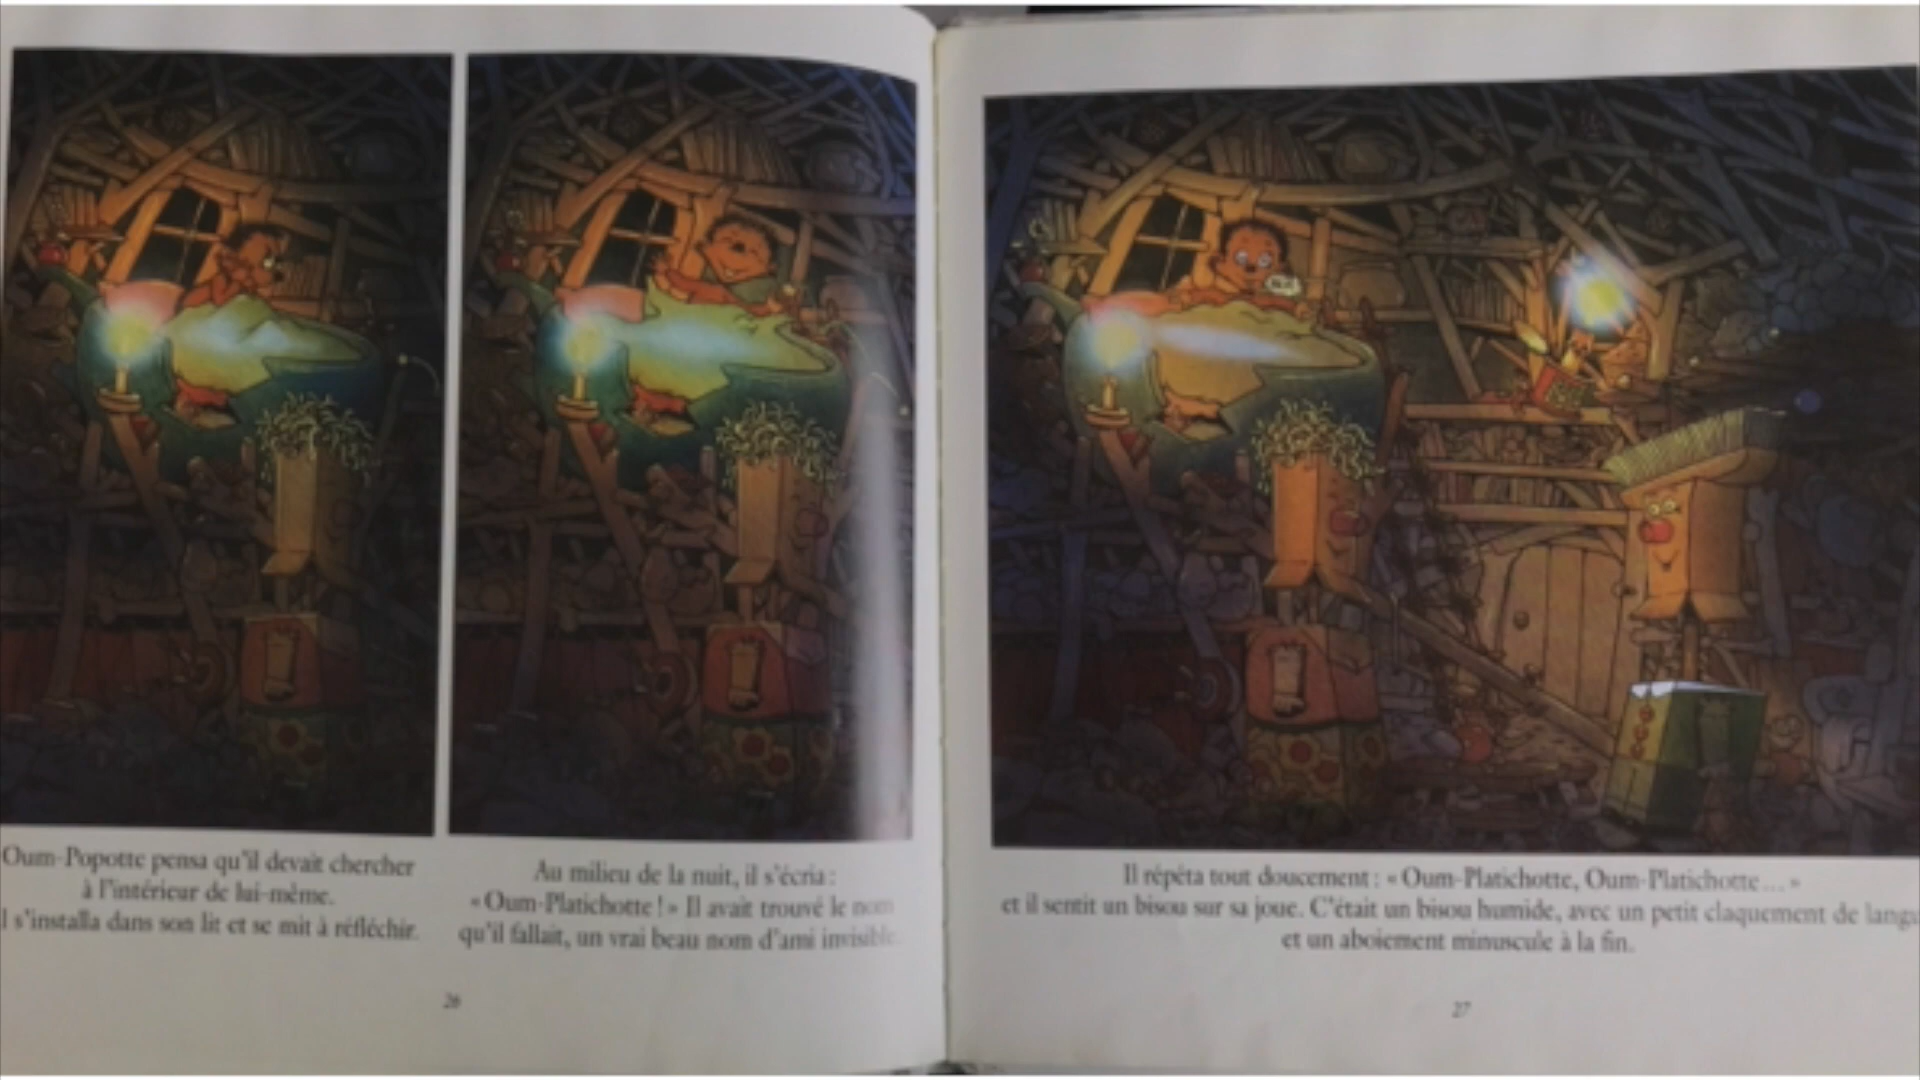 Oum-Popotte pensa qu'il devait chercher
à l'intérieur de lui-même.
l s'installa dans son lit et se mit à réfléchir.
Au milieu de la nuit, il s'écria :
« Oum-Platichotte ! » Il avait trouvé le nom
qu'il fallait, un vrai beau nom d'ami invisible.
26
Il répéta tout doucement : « Oum-Platichotte, Oum-Platichotte... »
et il sentit un bisou sur sa joue. C'était un bisou humide, avec un petit claquement de langu
et un aboiement minuscule à la fin.
27